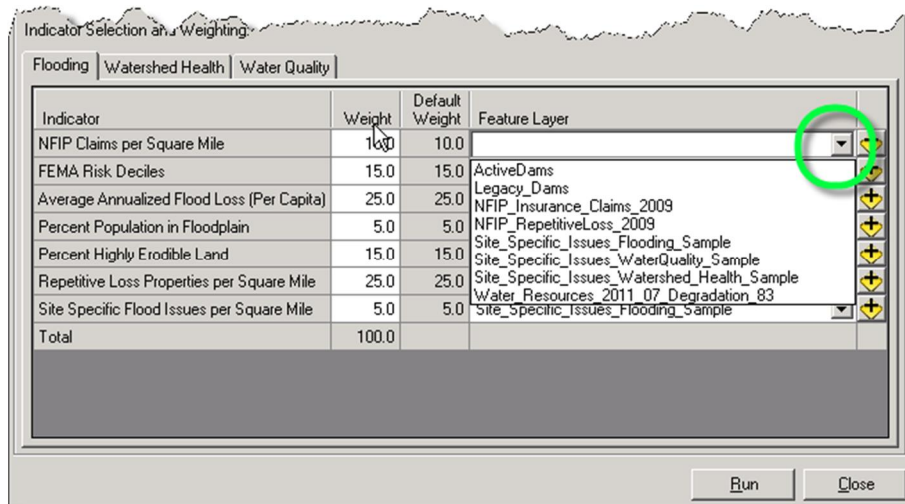 Indicator Selection and Weighting:
Flooding Watershed Health Water Quality
Indicator Weight Default Weight Feature Layer
NFIP Claims per Square Mile 10.0 10.0
FEMA Risk Deciles 15.0 15.0
Average Annualized Flood Loss (Per Capita) 25.0 25.0
Percent Population in Floodplain 5.0 5.0
Percent Highly Erodible Land 15.0 15.0
Repetitive Loss Properties per Square Mile 25.0 25.0
Site Specific Flood Issues per Square Mile 5.0 5.0 Site_Specific_Issues_Flooding_Sample
Total 100.0
ActiveDams
Legacy_Dams
NFIP_Insurance_Claims_2009
NFIP_RepetitiveLoss_2009
Site_Specific_Issues_Flooding_Sample
Site_Specific_Issues_WaterQuality_Sample
Site_Specific_Issues_Watershed_Health_Sample
Water_Resources_2011_07_Degradation_83
Run Close